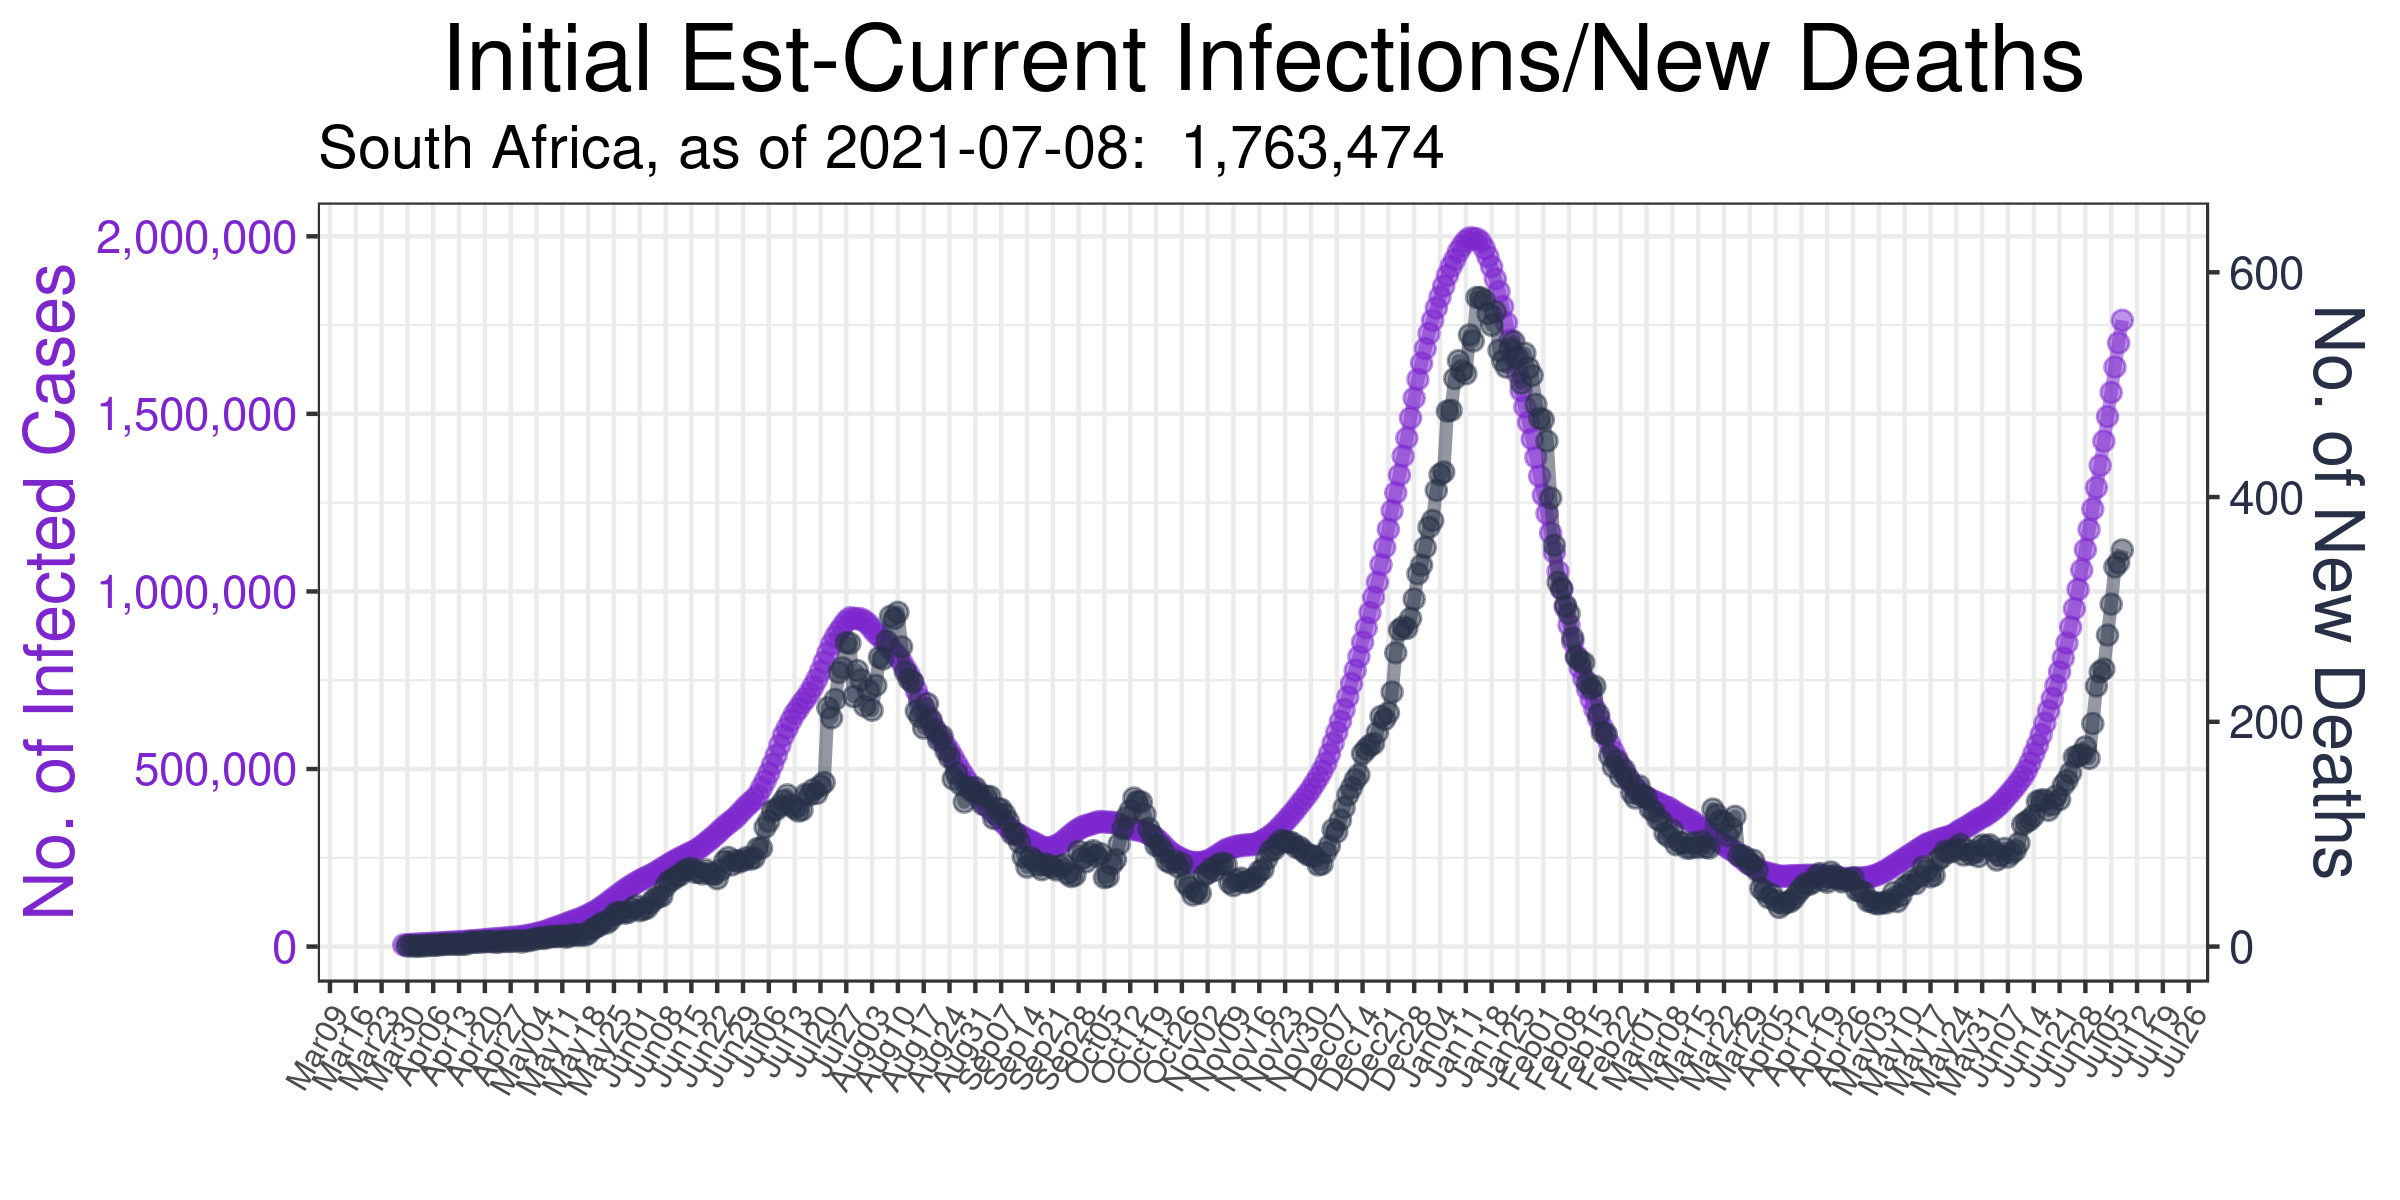 Initial Est-Current Infections/New Deaths
South Africa, as of 2021-07-08:  1,763,474
No. of Infected Cases
2,000,000
1,500,000
1,000,000
500,000
0
600
400
200
0
No. of New Deaths
Mar09
Mar16
Mar23
Mar30
Apr06
Apr13
Apr20
Apr27
May04
May11
May18
May25
Jun01
Jun08
Jun15
Jun22
Jun29
Jul06
Jul13
Jul20
Jul27
Aug03
Aug10
Aug17
Aug24
Aug31
Sep07
Sep14
Sep21
Sep28
Oct05
Oct12
Oct19
Oct26
Nov02
Nov09
Nov16
Nov23
Nov30
Dec07
Dec14
Dec21
Dec28
Jan04
Jan11
Jan18
Jan25
Feb01
Feb08
Feb15
Feb22
Mar01
Mar08
Mar15
Mar22
Mar29
Apr05
Apr12
Apr19
Apr26
May03
May10
May17
May24
May31
Jun07
Jun14
Jun21
Jun28
Jul05
Jul12
Jul19
Jul26